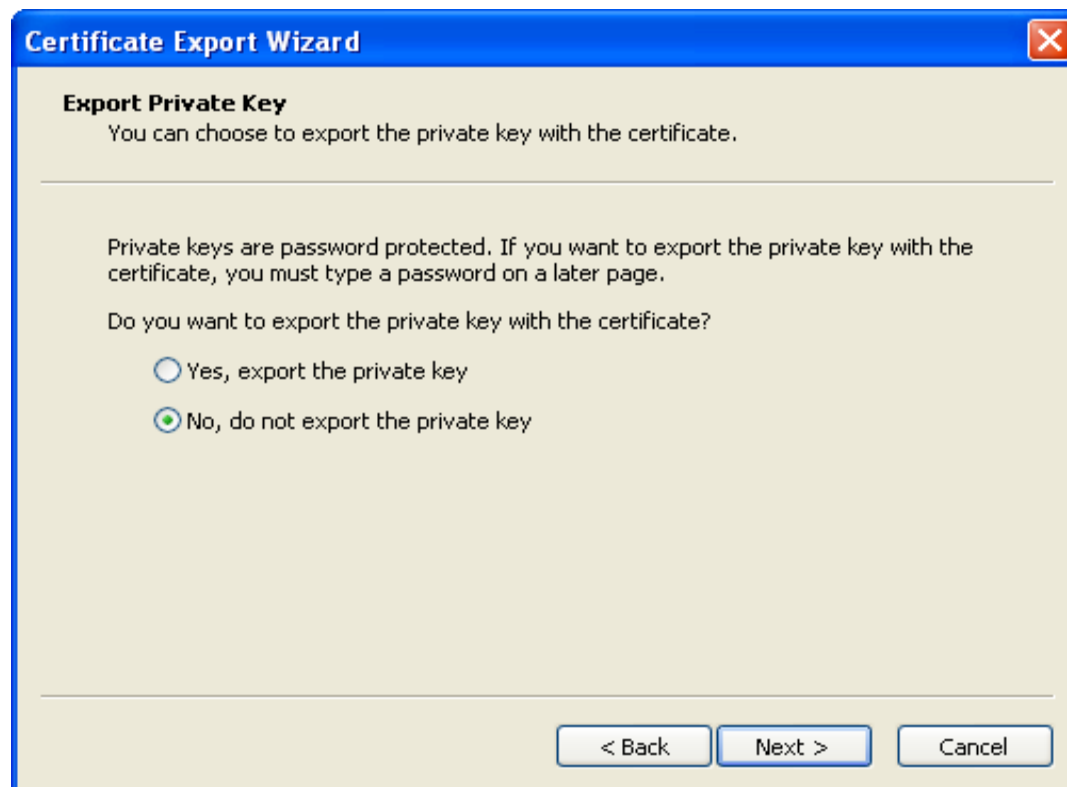 Certificate Export Wizard
Export Private Key
You can choose to export the private key with the certificate.
Private keys are password protected. If you want to export the private key with the
certificate, you must type a password on a later page.
Do you want to export the private key with the certificate?
Yes, export the private key
No, do not export the private key
< Back Next > Cancel